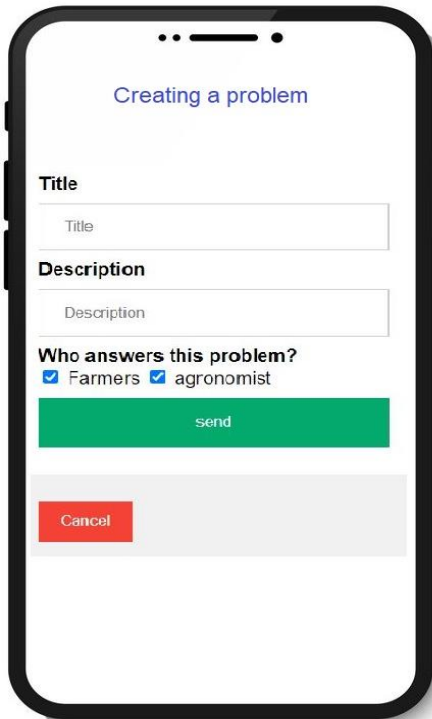 Creating a problem
Title
Title
Description
Description
Who answers this problem?
Farmers agronomist
send
Cancel